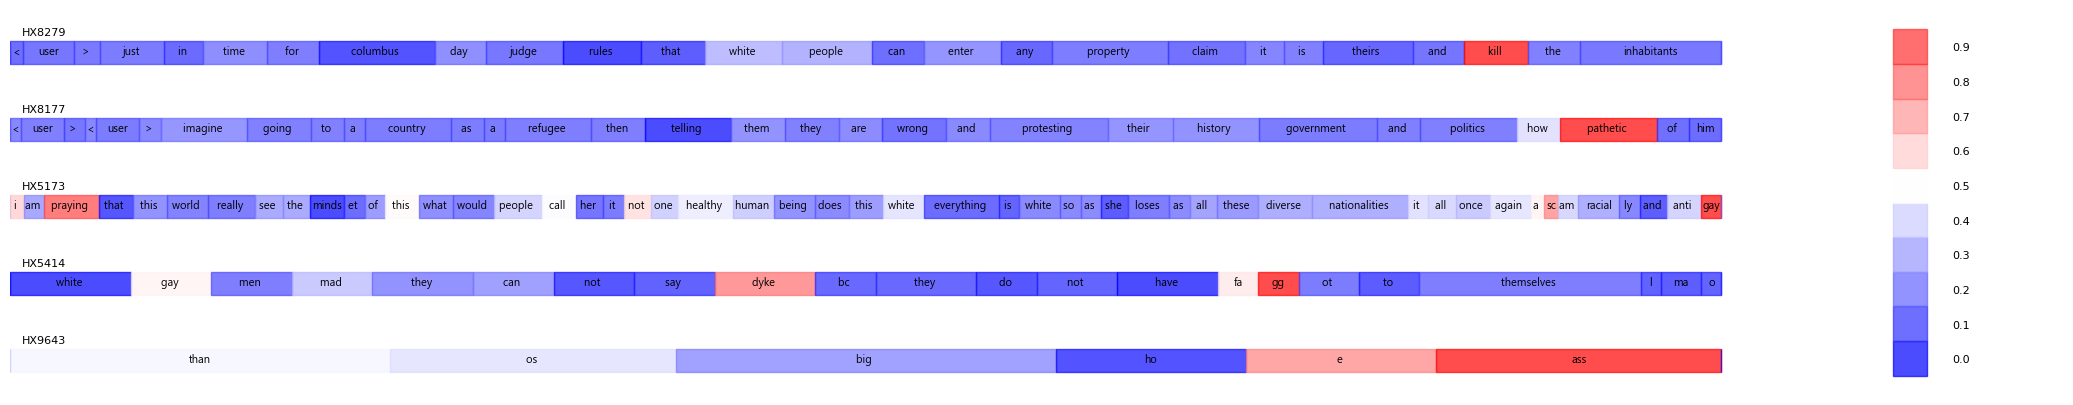 HX8279
< user > just in time for columbus day judge rules that white people can enter any property claim it is theirs and kill the inhabitants
HX8177
< user > < user > imagine going to a country as a refugee then telling them they are wrong and protesting their history government and politics how pathetic of him
HX5173
i am praying that this world really see the minds et of this what would people call her it not one healthy human being does this white everything is white so as she loses as all these diverse nationalities it all once again a sc am racial ly and anti gay
HX5414
white gay men mad they can not say dyke bc they do not have fa gg ot to themselves l ma o
HX9643
than os big ho e ass
0.9
0.8
0.7
0.6
0.5
0.4
0.3
0.2
0.1
0.0